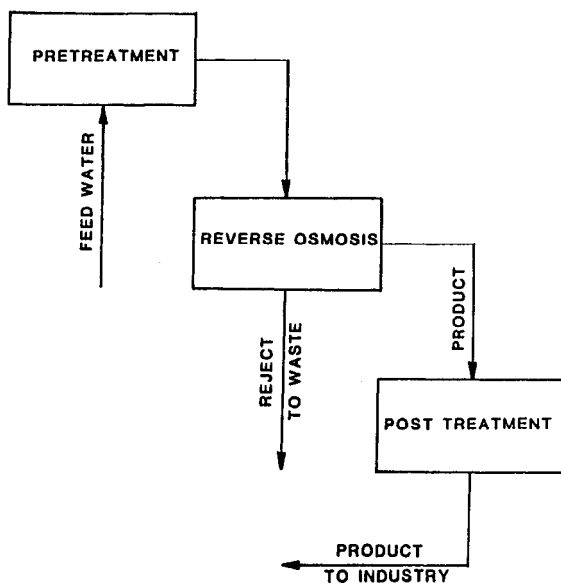 PRETREATMENT
FEED WATER
REVERSE OSMOSIS
REJECT
TO WASTE
PRODUCT
POST TREATMENT
PRODUCT
TO INDUSTRY